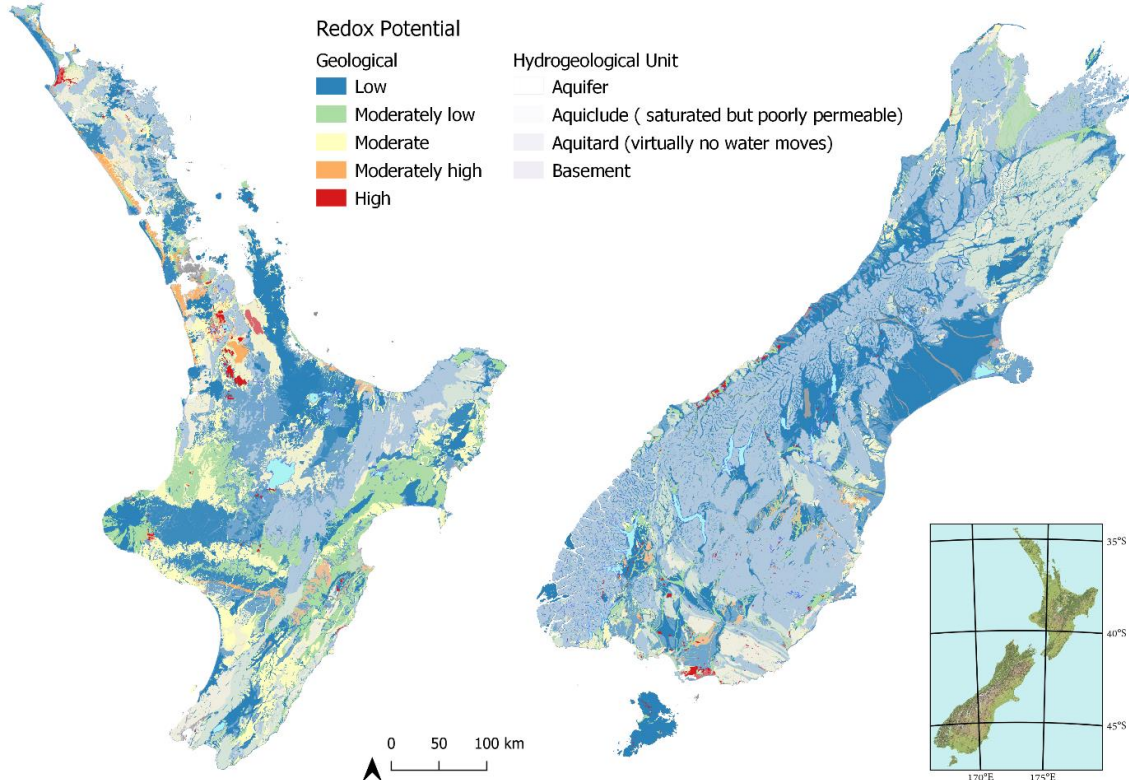 Redox Potential
Geological
Low
Moderately low
Moderate
Moderately high
High
Hydrogeological Unit
Aquifer
Aquiclude ( saturated but poorly permeable)
Aquitard (virtually no water moves)
Basement
0 50 100 km
35°S
40°S
45°S
170°E 175°E